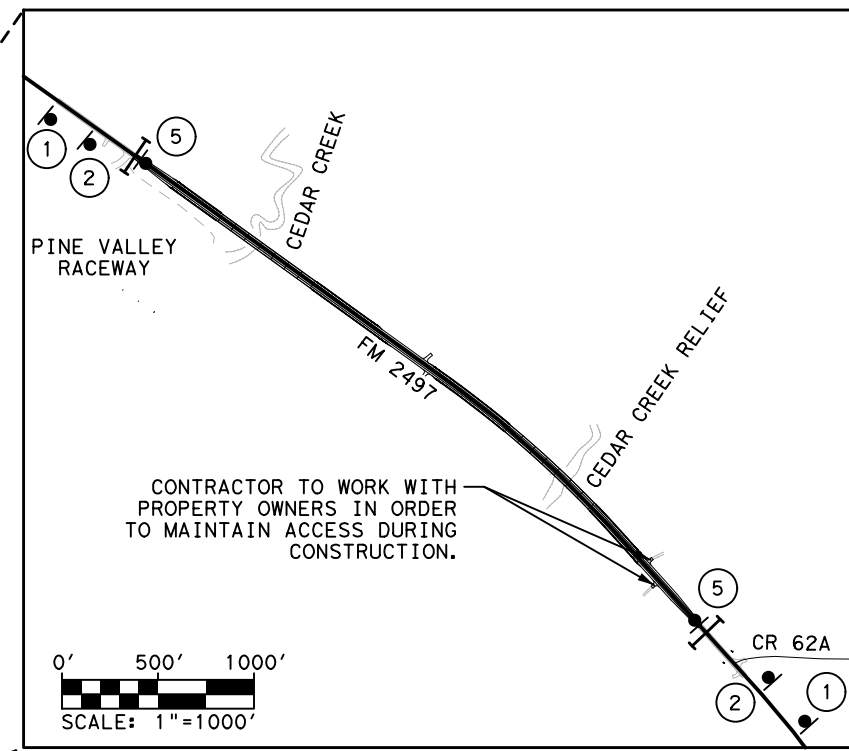 5
1
2
CEDAR CREEK
PINE VALLEY
RACEWAY
FM 2497
CEDAR CREEK RELIEF
CONTRACTOR TO WORK WITH
PROPERTY OWNERS IN ORDER
TO MAINTAIN ACCESS DURING
CONSTRUCTION.
5
CR 62A
2
1
0' 500' 1000'
SCALE: 1"=1000'